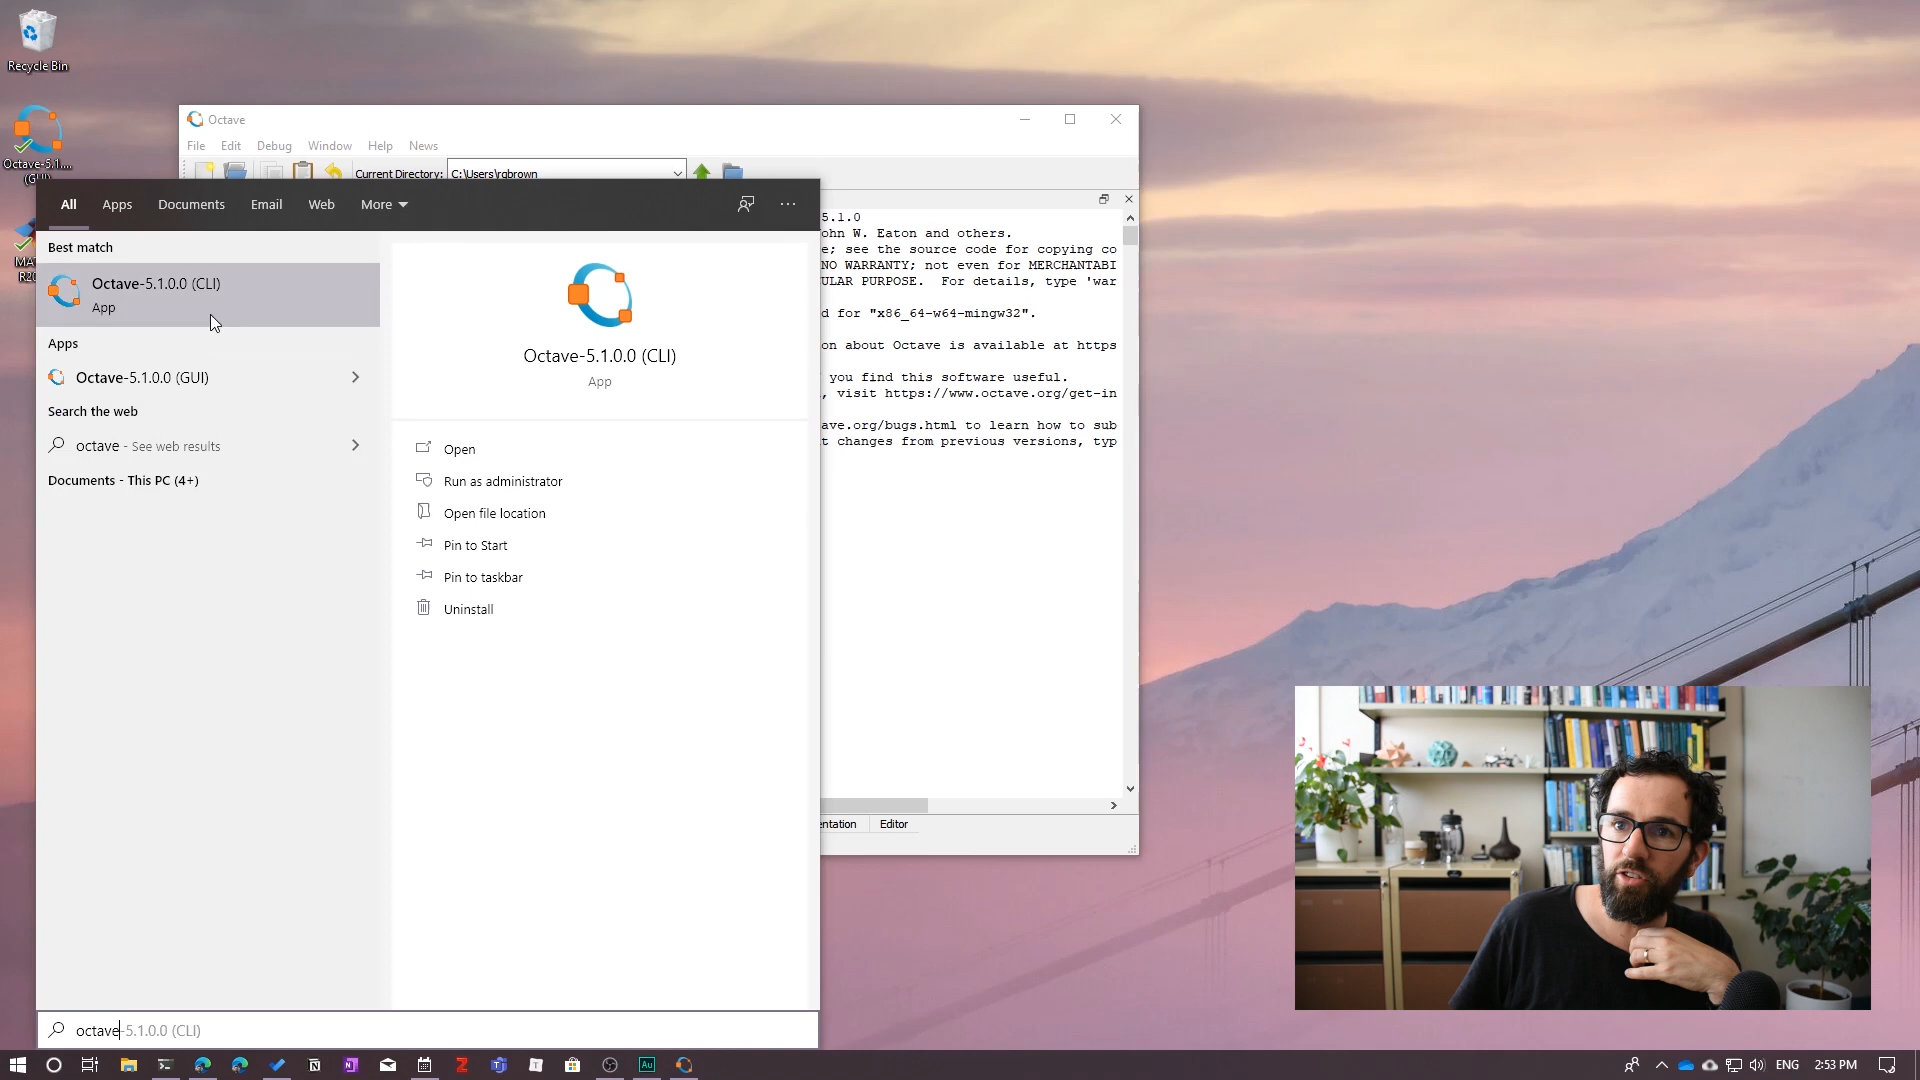 Recycle Bin
Octave-5.1....
(GUI)
Octave
File Edit Debug Window Help News
Current Directory: C:\Users\rgbrown
All Apps Documents Email Web More
Best match
Octave-5.1.0.0 (CLI)
App
Apps
Octave-5.1.0.0 (GUI)
Search the web
octave - See web results
Documents - This PC (4+)
Octave-5.1.0.0 (CLI)
App
Open
Run as administrator
Open file location
Pin to Start
Pin to taskbar
Uninstall
5.1.0
ohn W. Eaton and others.
e; see the source code for copying co
NO WARRANTY; not even for MERCHANTABI
ULAR PURPOSE. For details, type 'war
d for "x86_64-w64-mingw32".
on about Octave is available at https
you find this software useful.
, visit https://www.octave.org/get-in
ave.org/bugs.html to learn how to sub
t changes from previous versions, typ
entation Editor
octave-5.1.0.0 (CLI)
ENG 2:53 PM